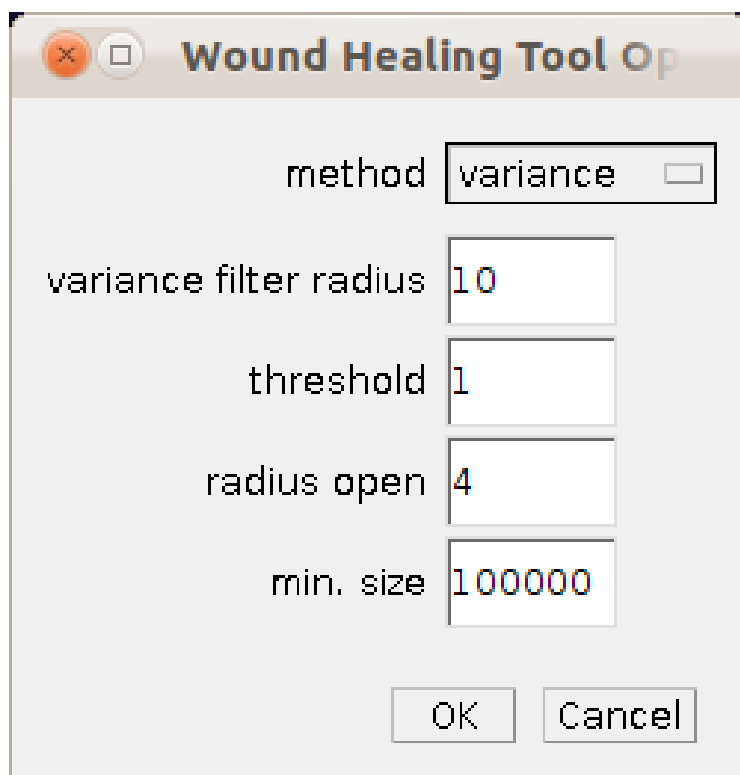 Wound Healing Tool Op
method variance
variance filter radius 10
threshold 1
radius open 4
min. size 100000
OK Cancel